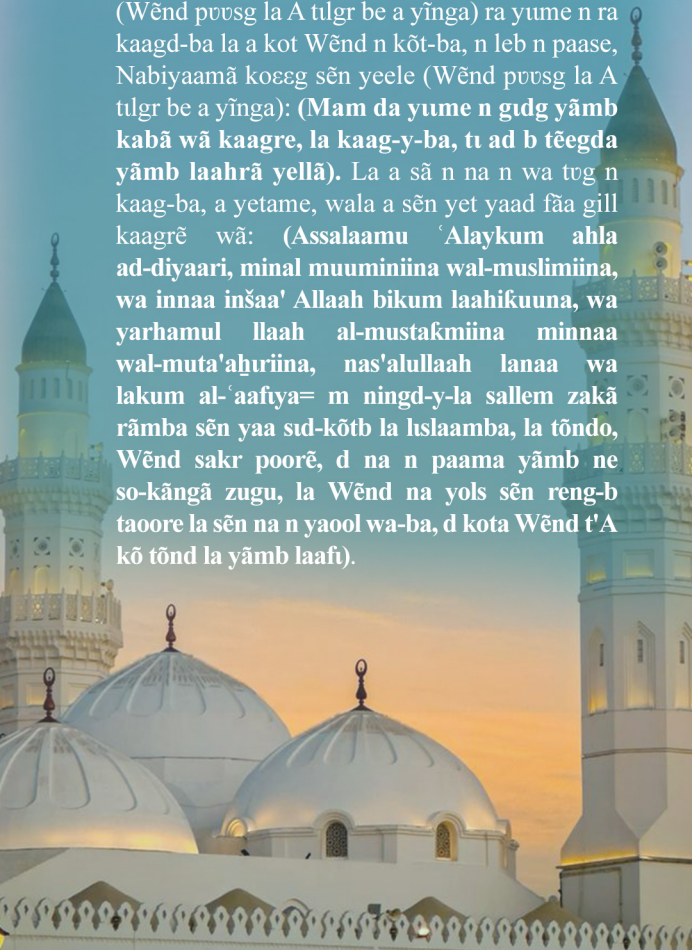 (Wẽnd pʋʋsg la A tɩlgr be a yĩnga) ra yume n ra
kaagd-ba la a kot Wẽnd n kõt-ba, n leb n paase,
Nabiyaamã koɛɛg sẽn yeele (Wẽnd pʋʋsg la A
tɩlgr be a yĩnga): (Mam da yɩɩme n gɩdg yãmb
kabã wã kaagre, la kaag-y-ba, tɩ ad b tẽegda
yãmb laahrã yellã). La a sã n na n wa tʋg n
kaag-ba, a yetame, wala a sẽn yet yaad fãa gill
kaagrẽ wã: (Assalaamu ʿAlaykum ahla
ad-diyaari, minal muuminiina wal-muslimiina,
wa innaa inšaa' Allaah bikum laahiƙuuna, wa
yarhamul llaah al-mustaƙmiina minnaa
wal-muta'aẖɩriina, nas'alullaah lanaa wa
lakum al-ʿaafɩya= m ningd-y-la sallem zakã
rãmba sẽn yaa sɩd-kõtb la lɩslaamba, la tõndo,
Wẽnd sakr poorẽ, d na n paama yãmb ne
so-kãngã zugu, la Wẽnd na yols sẽn reng-b
taoore la sẽn na n yaool wa-ba, d kota Wẽnd t'A
kõ tõnd la yãmb laafɩ).